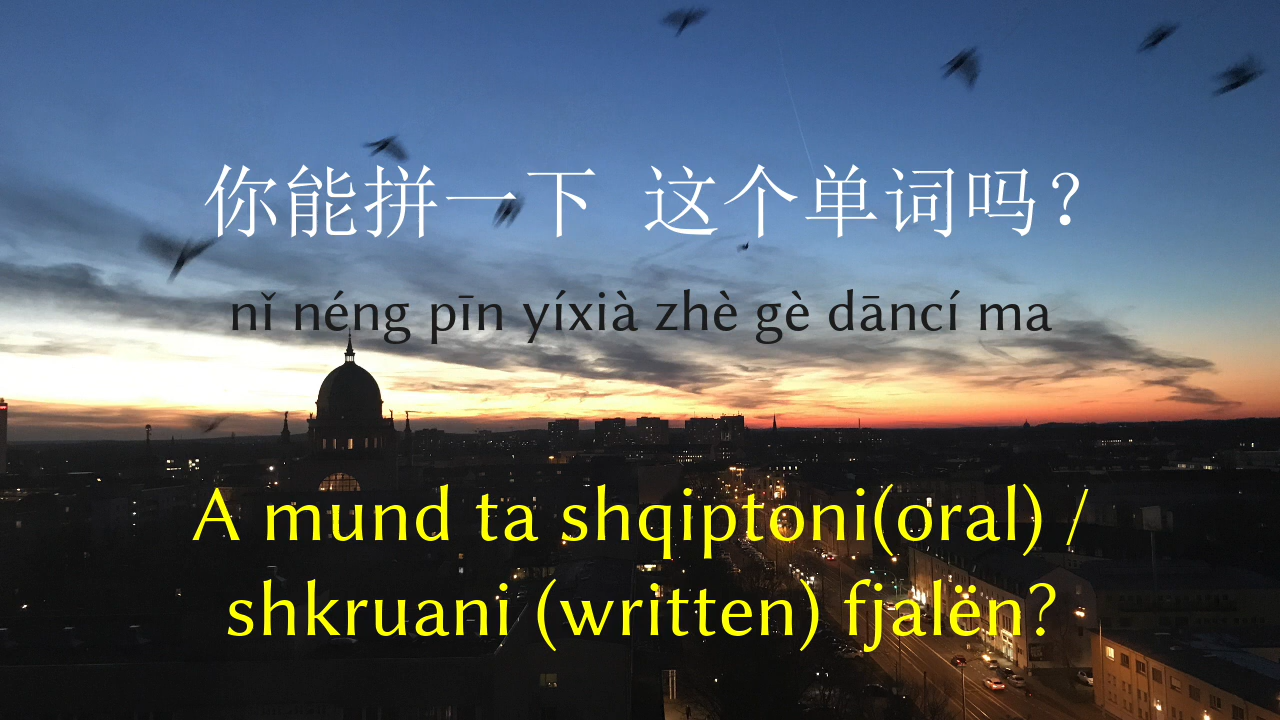 你能拼一下 这个单词吗？
nǐ néng pīn yíxià zhè gè dāncí ma
A mund ta shqiptoni(oral) /
shkruani (written) fjalën?